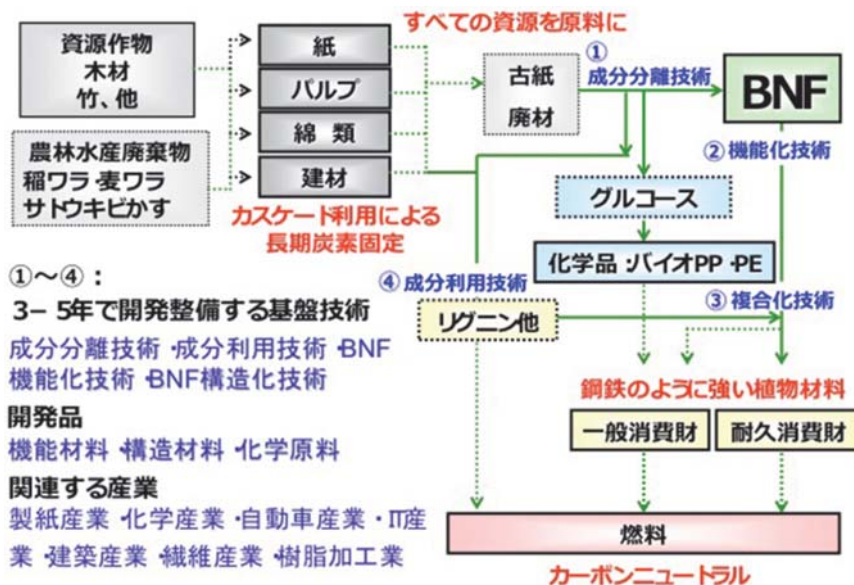 すべての資源を原料に
資源作物
木材
竹、他
農林水産廃棄物
稲ワラ・麦ワラ
サトウキビかす
紙
パルプ
綿 類
建材
カスケード利用による
長期炭素固定
古紙
廃材
①
成分分離技術
BNF
②機能化技術
グルコース
化学品・バイオPP・PE
④成分利用技術
リグニン他
③複合化技術
鋼鉄のように強い植物材料
一般消費財
耐久消費財
燃料
カーボンニュートラル
①～④：
3－5年で開発整備する基盤技術
成分分離技術・成分利用技術・BNF
機能化技術・BNF構造化技術
開発品
機能材料・構造材料・化学原料
関連する産業
製紙産業・化学産業・自動車産業・IT産
業・建築産業・繊維産業・樹脂加工業